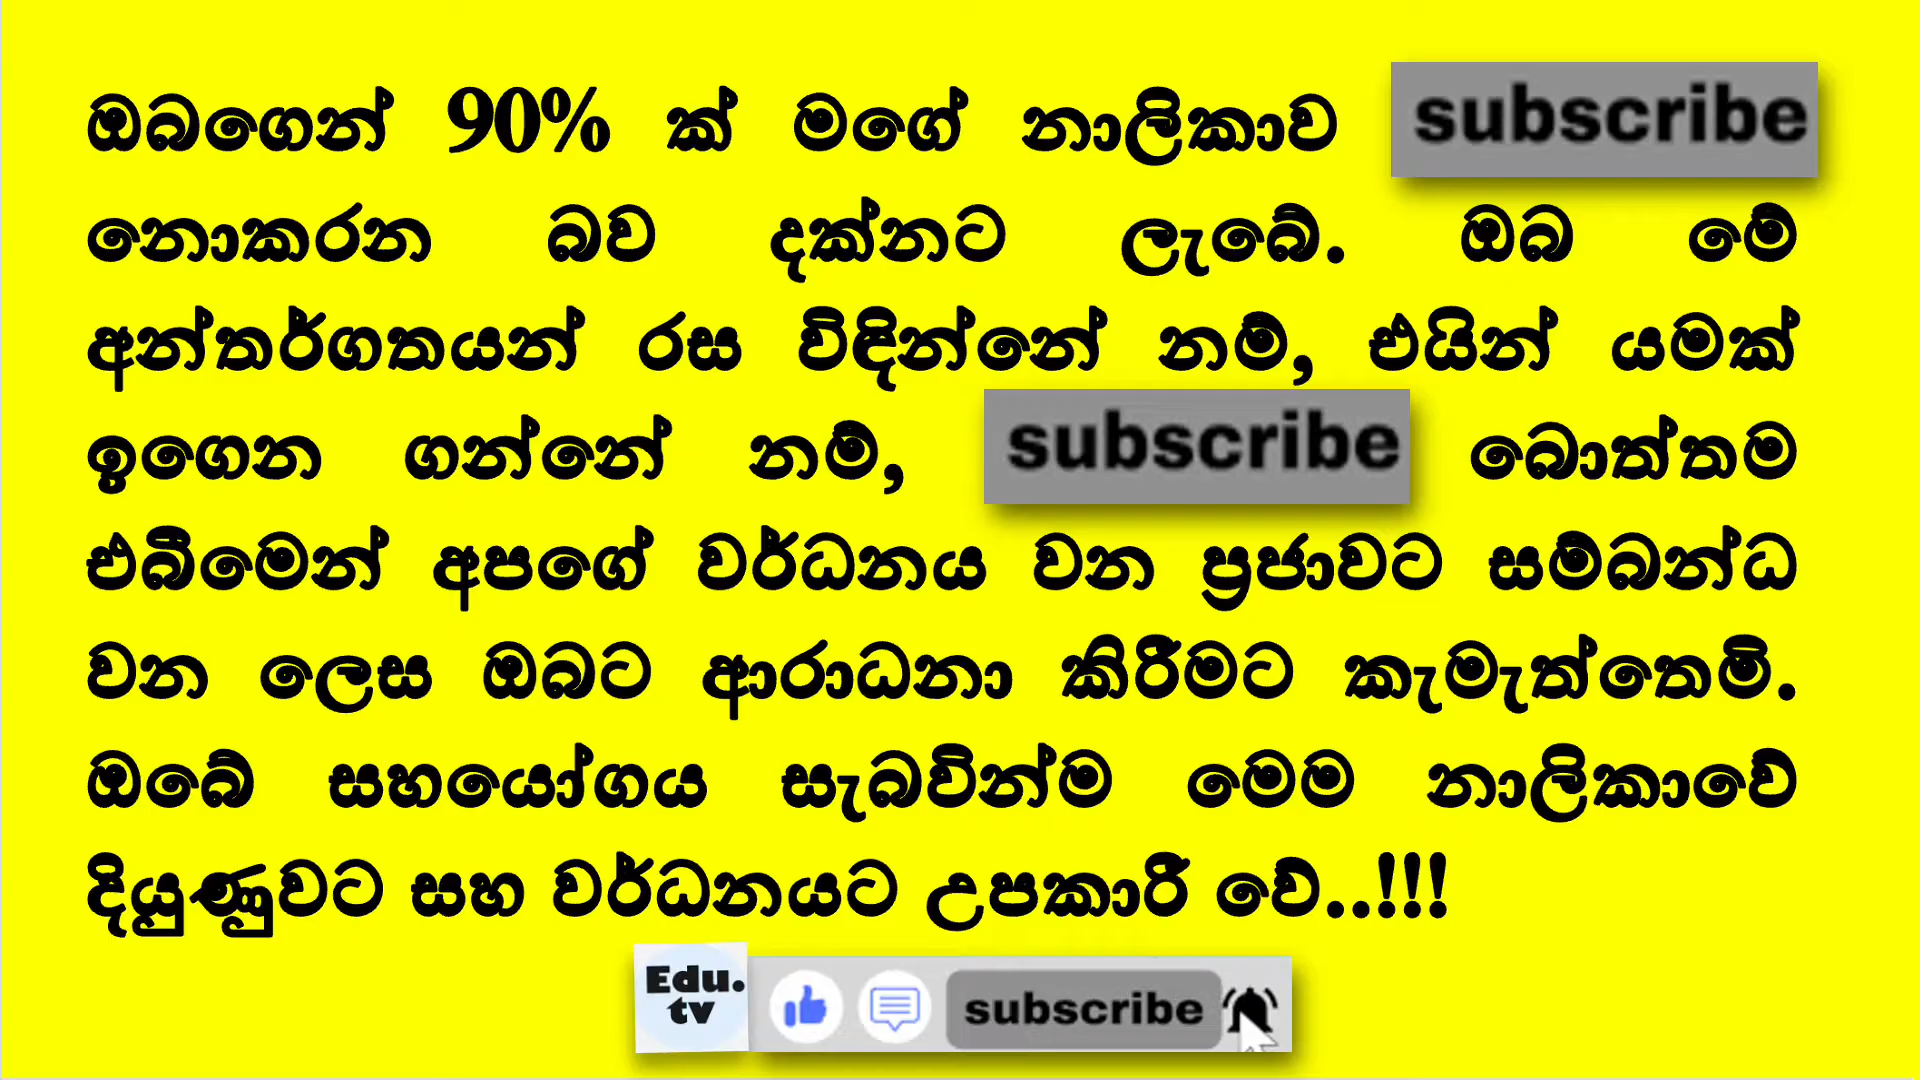 ඔබගෙන් 90% ක් මගේ නාලිකාව subscribe
නොකරන බව දක්නට ලැබේ. ඔබ මේ
අන්තර්ගතයන් රස විඳින්නේ නම්, එයින් යමක්
ඉගෙන ගන්නේ නම්, subscribe බොත්තම
එබීමෙන් අපගේ වර්ධනය වන ප්‍රජාවට සම්බන්ධ
වන ලෙස ඔබට ආරාධනා කිරීමට කැමැත්තෙමි.
ඔබේ සහයෝගය සැබවින්ම මෙම නාලිකාවේ
දියුණුවට සහ වර්ධනයට උපකාරී වේ..!!!
Edu.
tv
subscribe